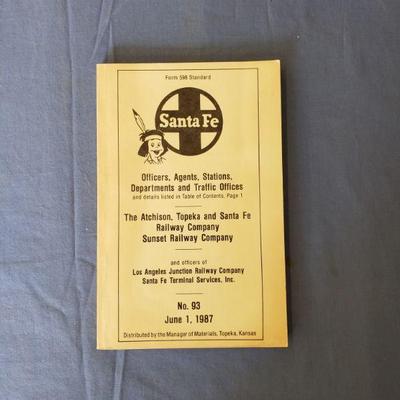 Form 598 Standard
Santa Fe
Officers, Agents, Stations,
Departments and Traffic Offices
and details listed in Table of Contents, Page 1
The Atchison, Topeka and Santa Fe
Railway Company
Sunset Railway Company
and officers of
Los Angeles Junction Railway Company
Santa Fe Terminal Services, Inc.
No. 93
June 1, 1987
Distributed by the Manager of Materials, Topeka, Kansas